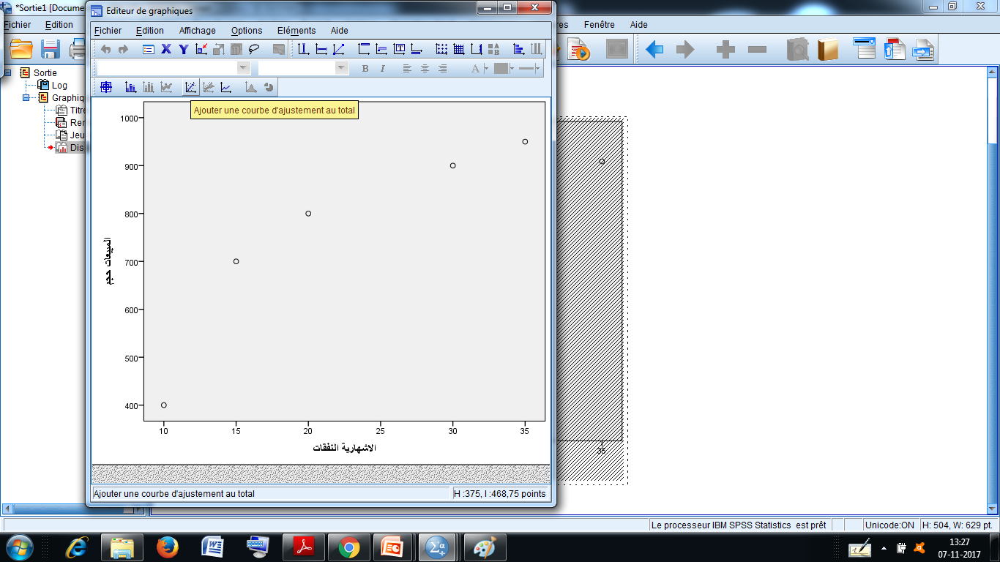 *Sortie1 [Docume
Editeur de graphiques
Fichier Edition Affichage Options Eléments Aide
Fichier Edition
res Fenêtre Aide
B I
A
Sortie
Log
Graphiq
Titre
Rer
Jeu
Dis
Ajouter une courbe d'ajustement au total
1000
900
800
700
600
500
400
المبيعات حجم
10 15 20 25 30 35
الاشهارية النفقات
35
Ajouter une courbe d'ajustement au total
H :375, l :468,75 points
Le processeur IBM SPSS Statistics est prêt
Unicode:ON
H: 504, W: 629 pt.
13:27
07-11-2017